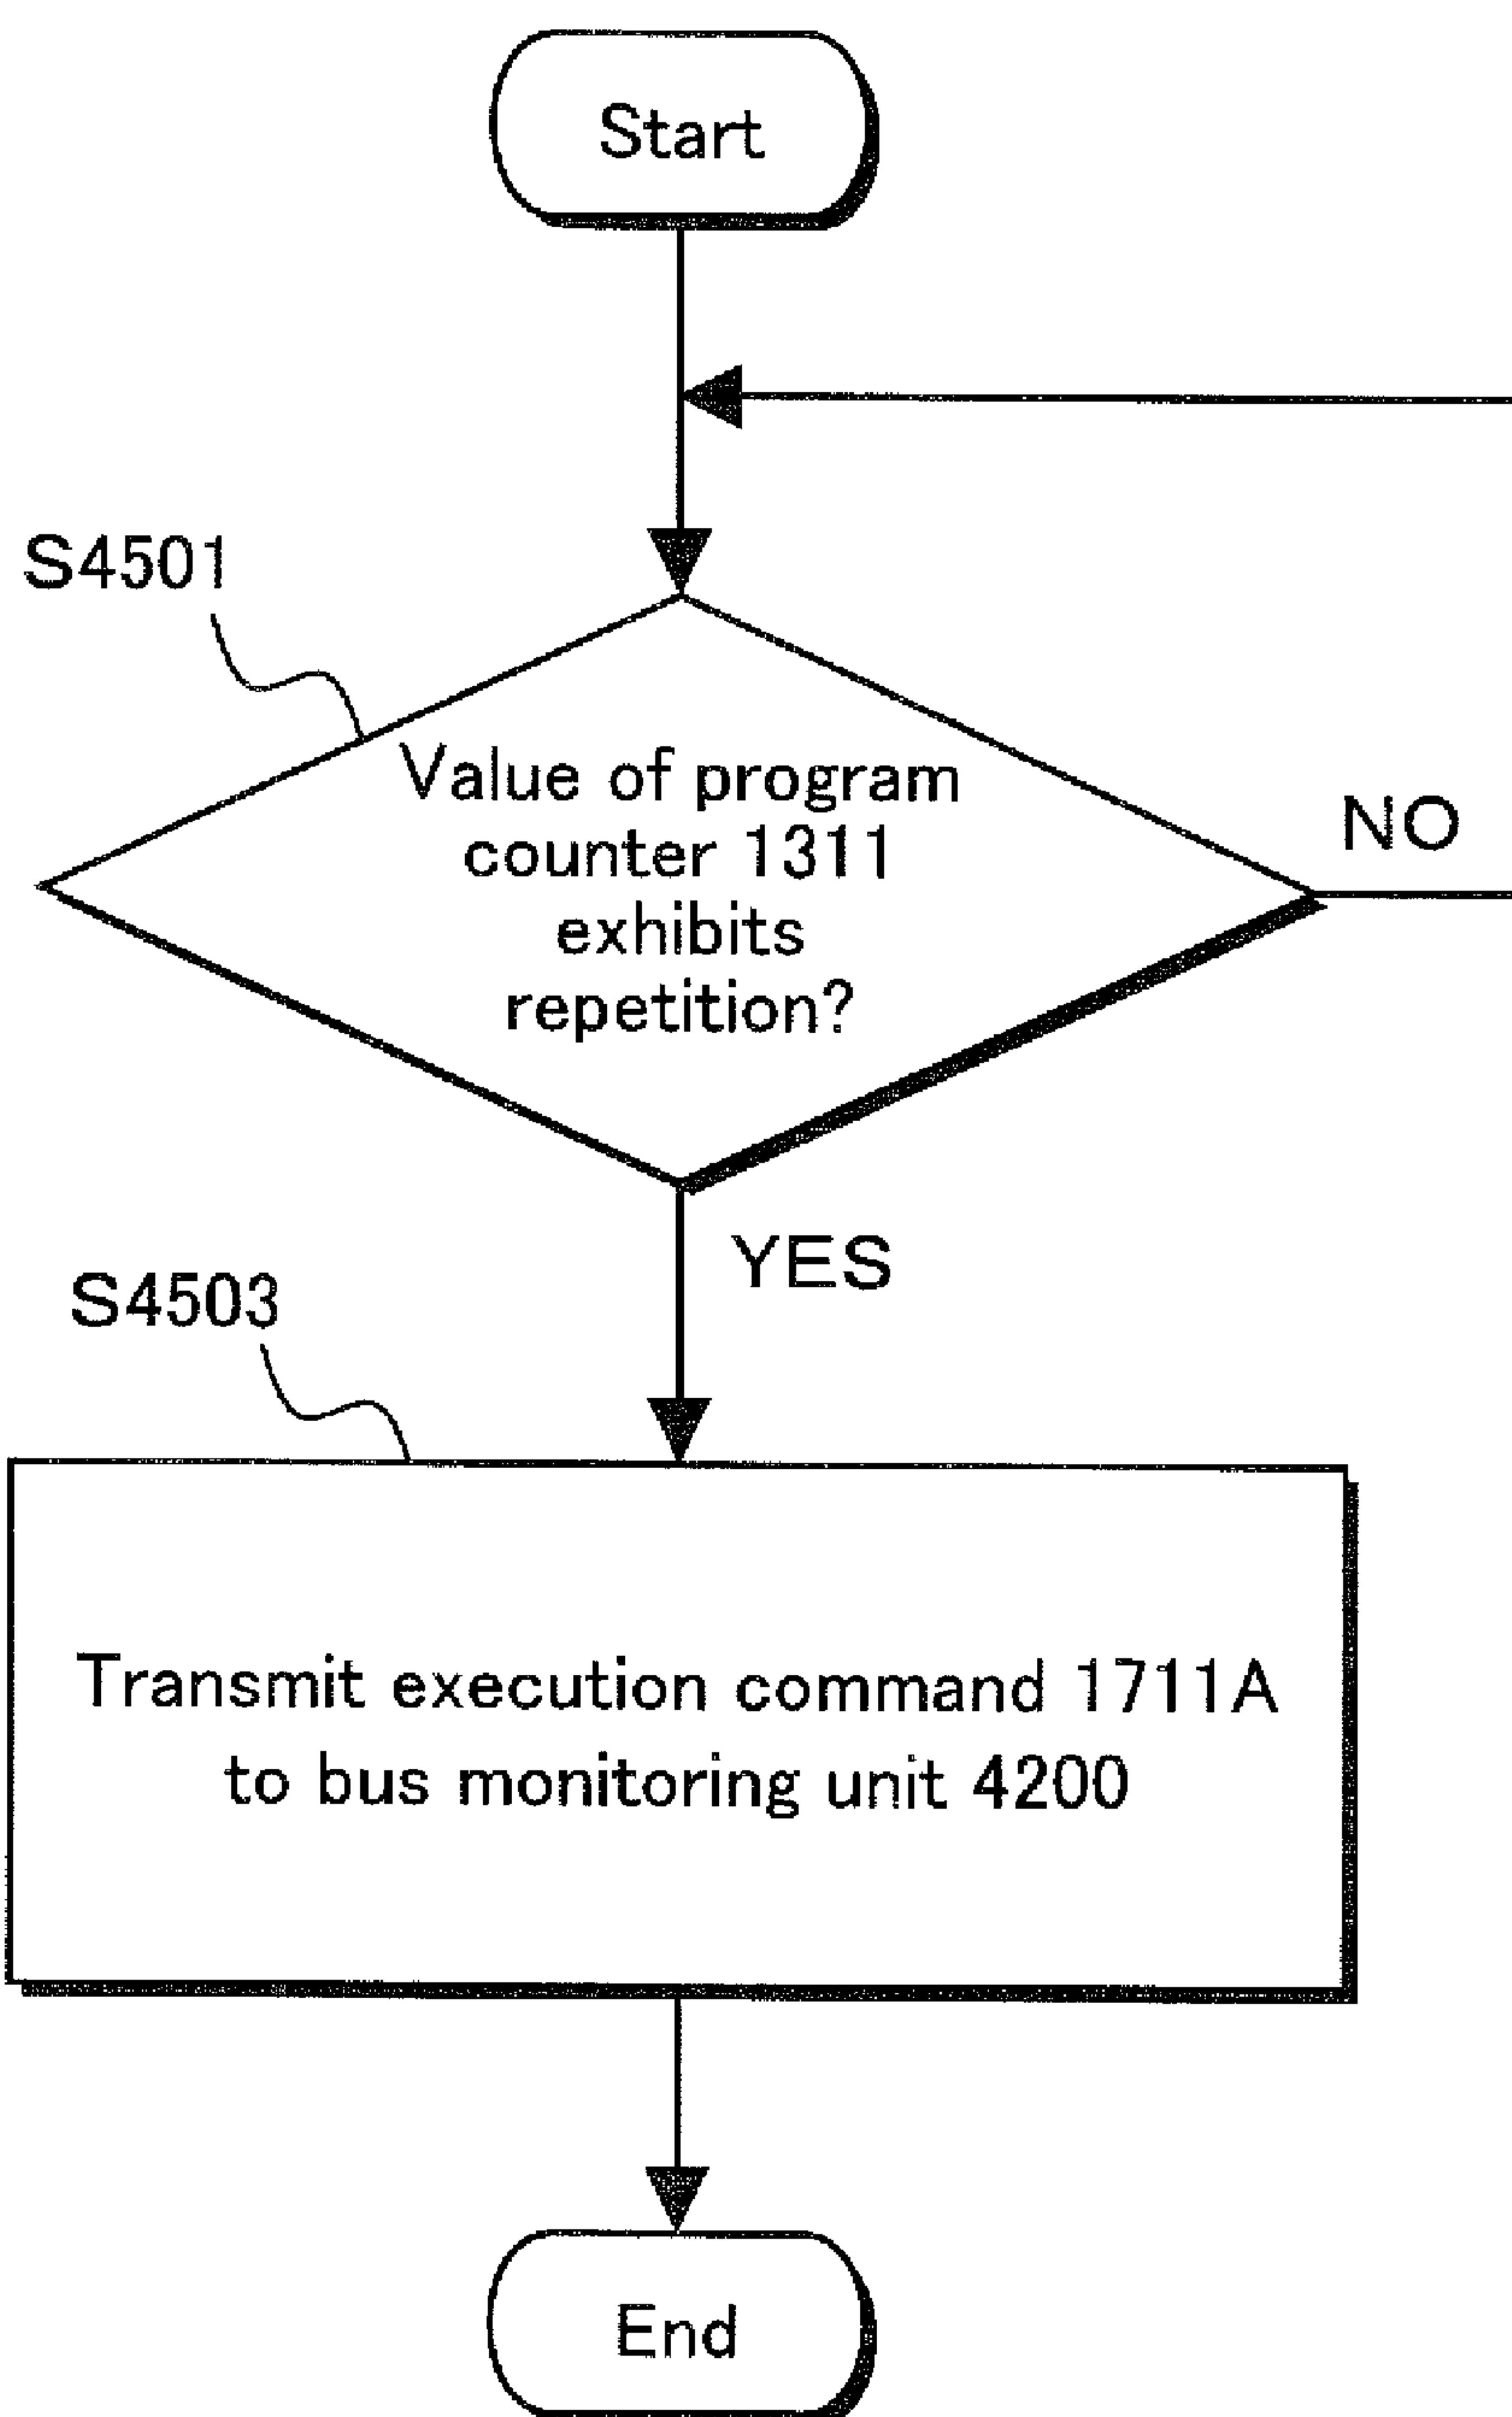 Start
S4501
Value of program
counter 1311
exhibits
repetition?
NO
YES
S4503
Transmit execution command 1711A
to bus monitoring unit 4200
End